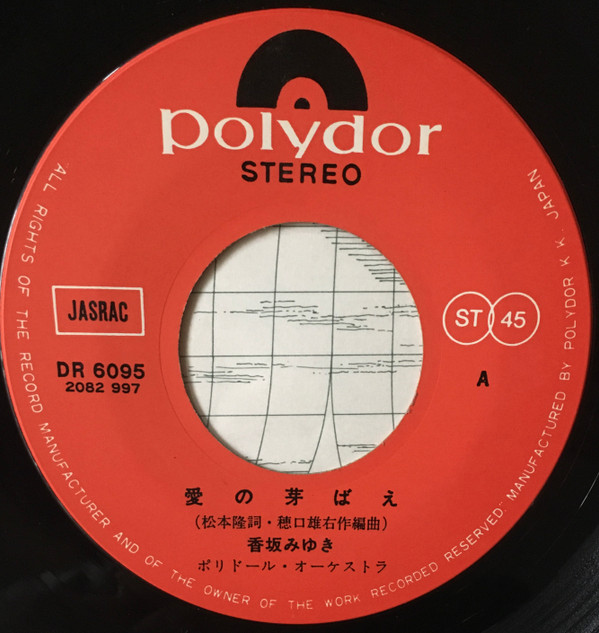 polydor
STEREO
JASRAC
DR 6095
2082 997
ST 45
A
愛の芽ばえ
(松本隆詞・穂口雄右作編曲)
香坂みゆき
ポリドール・オーケストラ
ALL RIGHTS OF THE RECORD MANUFACTURER AND OF THE OWNER OF THE WORK RECORDED RESERVED. MANUFACTURED BY POLYDOR K. K. JAPAN